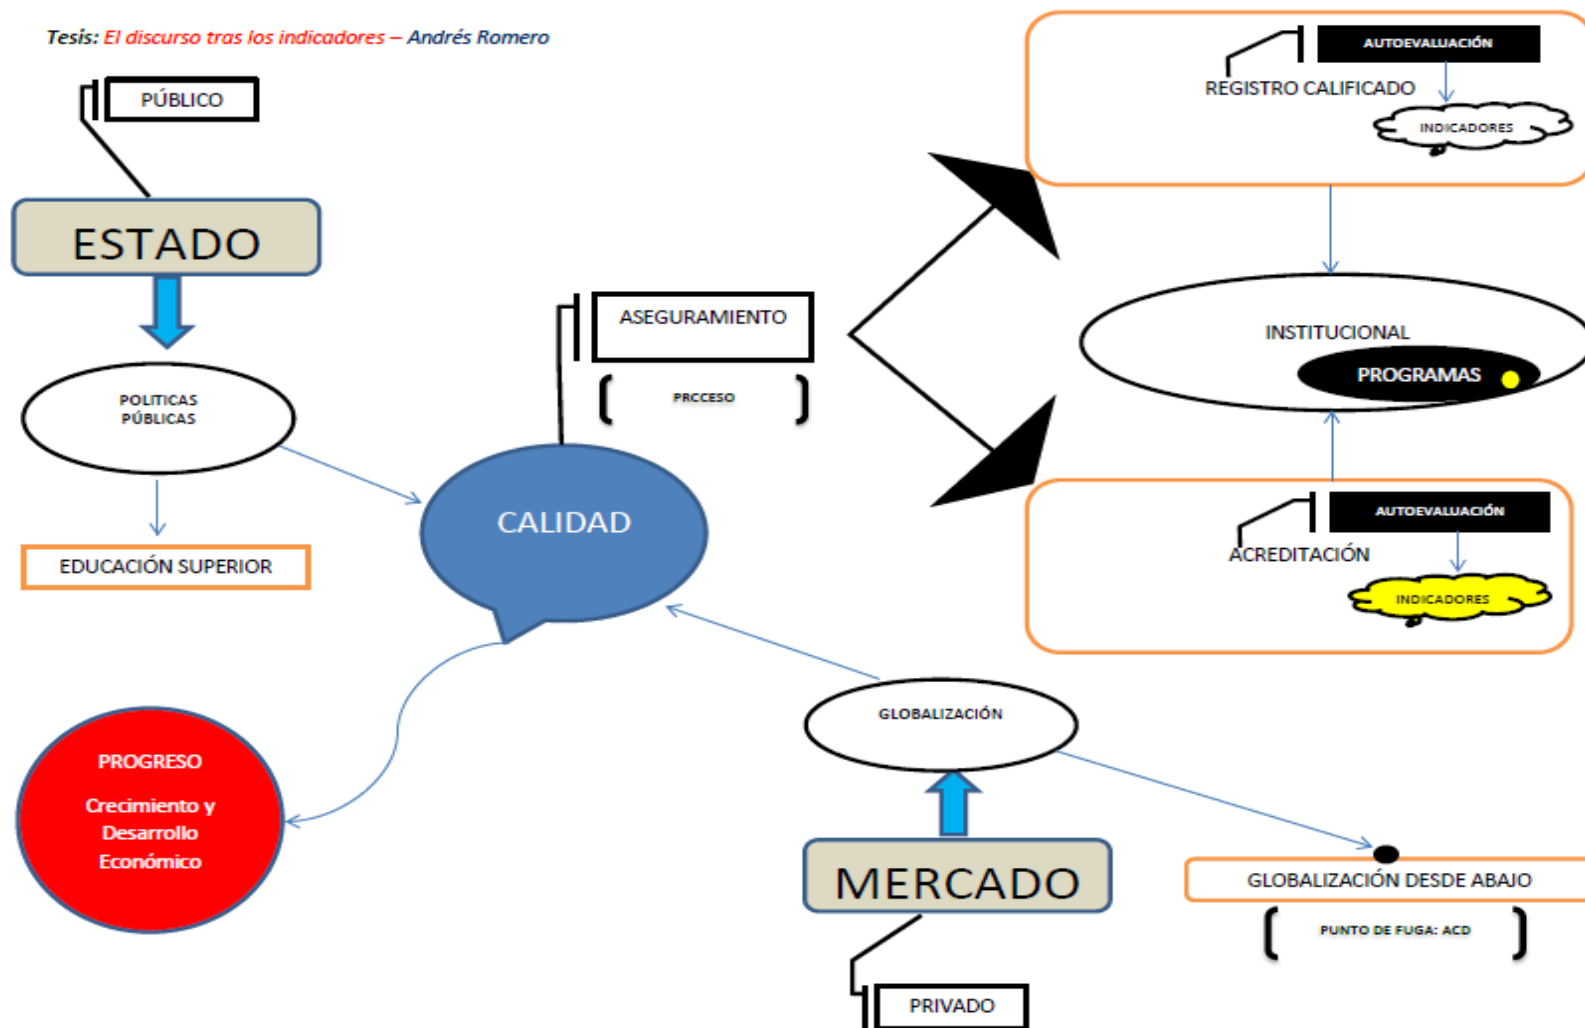 Tesis: El discurso tras los indicadores – Andrés Romero
PÚBLICO
ESTADO
POLITICAS
PÚBLICAS
EDUCACIÓN SUPERIOR
ASEGURAMIENTO
PRCCESO
CALIDAD
PROGRESO
Crecimiento y
Desarrollo
Económico
AUTOEVALUACIÓN
REGISTRO CALIFICADO
INDICADORES
INSTITUCIONAL
PROGRAMAS
AUTOEVALUACIÓN
ACREDITACIÓN
INDICADORES
GLOBALIZACIÓN
MERCADO
PRIVADO
GLOBALIZACIÓN DESDE ABAJO
PUNTO DE FUGA: ACD